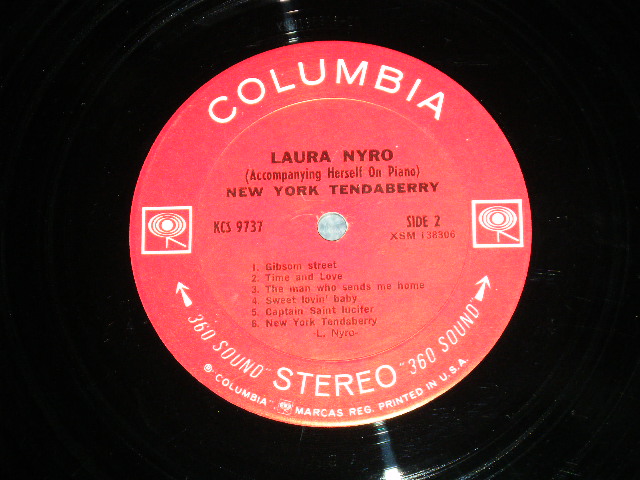 COLUMBIA
LAURA NYRO
(Accompanying Herself On Piano)
NEW YORK TENDABERRY
KCS 9737
SIDE 2
XSM 138306
1. Gibsom street
2. Time and Love
3. The man who sends me home
4. Sweet lovin' baby
5. Captain Saint lucifer
6. New York Tendaberry
-L. Nyro-
"360 SOUND" STEREO "360 SOUND"
℗ "COLUMBIA" MARCAS REG. PRINTED IN U.S.A.